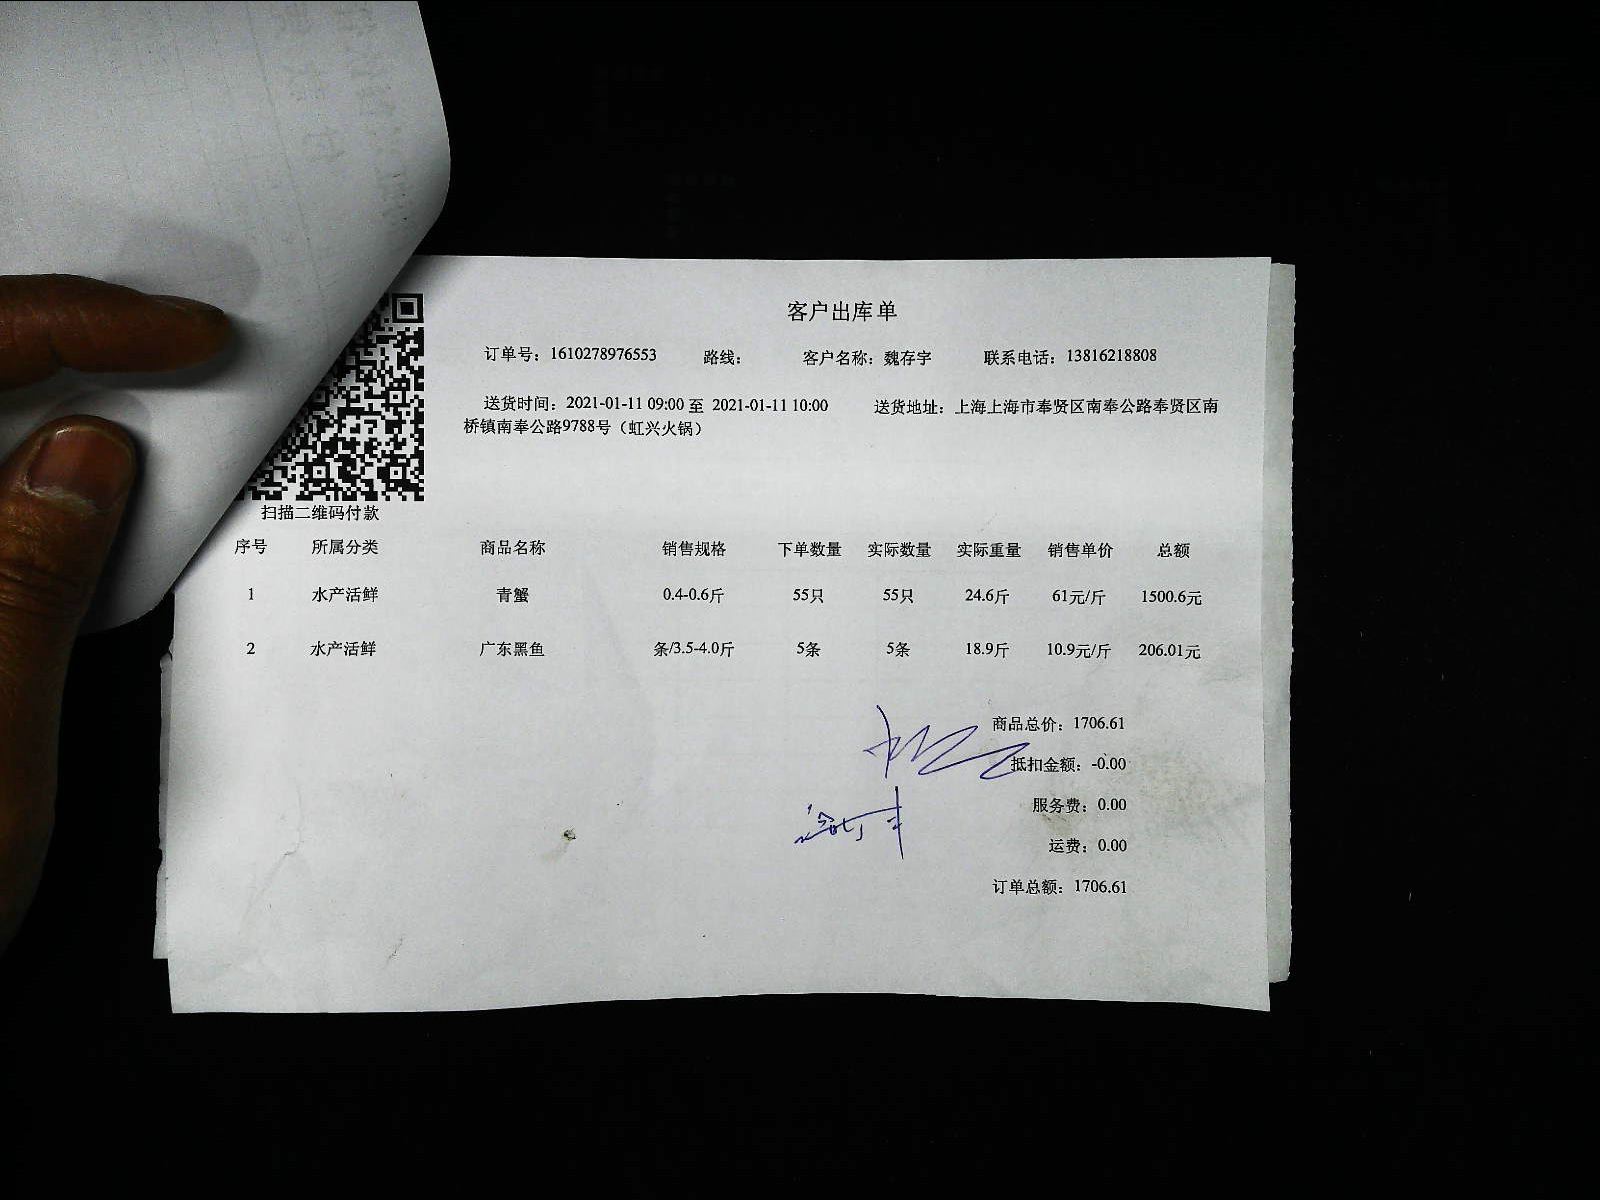 客户出库单
订单号：1610278976553 路线： 客户名称：魏存宇 联系电话：13816218808
送货时间：2021-01-11 09:00 至 2021-01-11 10:00 送货地址：上海上海市奉贤区南奉公路奉贤区南
桥镇南奉公路9788号（虹兴火锅）
扫描二维码付款
序号 所属分类 商品名称 销售规格 下单数量 实际数量 实际重量 销售单价 总额
1 水产活鲜 青蟹 0.4-0.6斤 55只 55只 24.6斤 61元/斤 1500.6元
2 水产活鲜 广东黑鱼 条/3.5-4.0斤 5条 5条 18.9斤 10.9元/斤 206.01元
商品总价：1706.61
抵扣金额：-0.00
服务费：0.00
运费：0.00
订单总额：1706.61